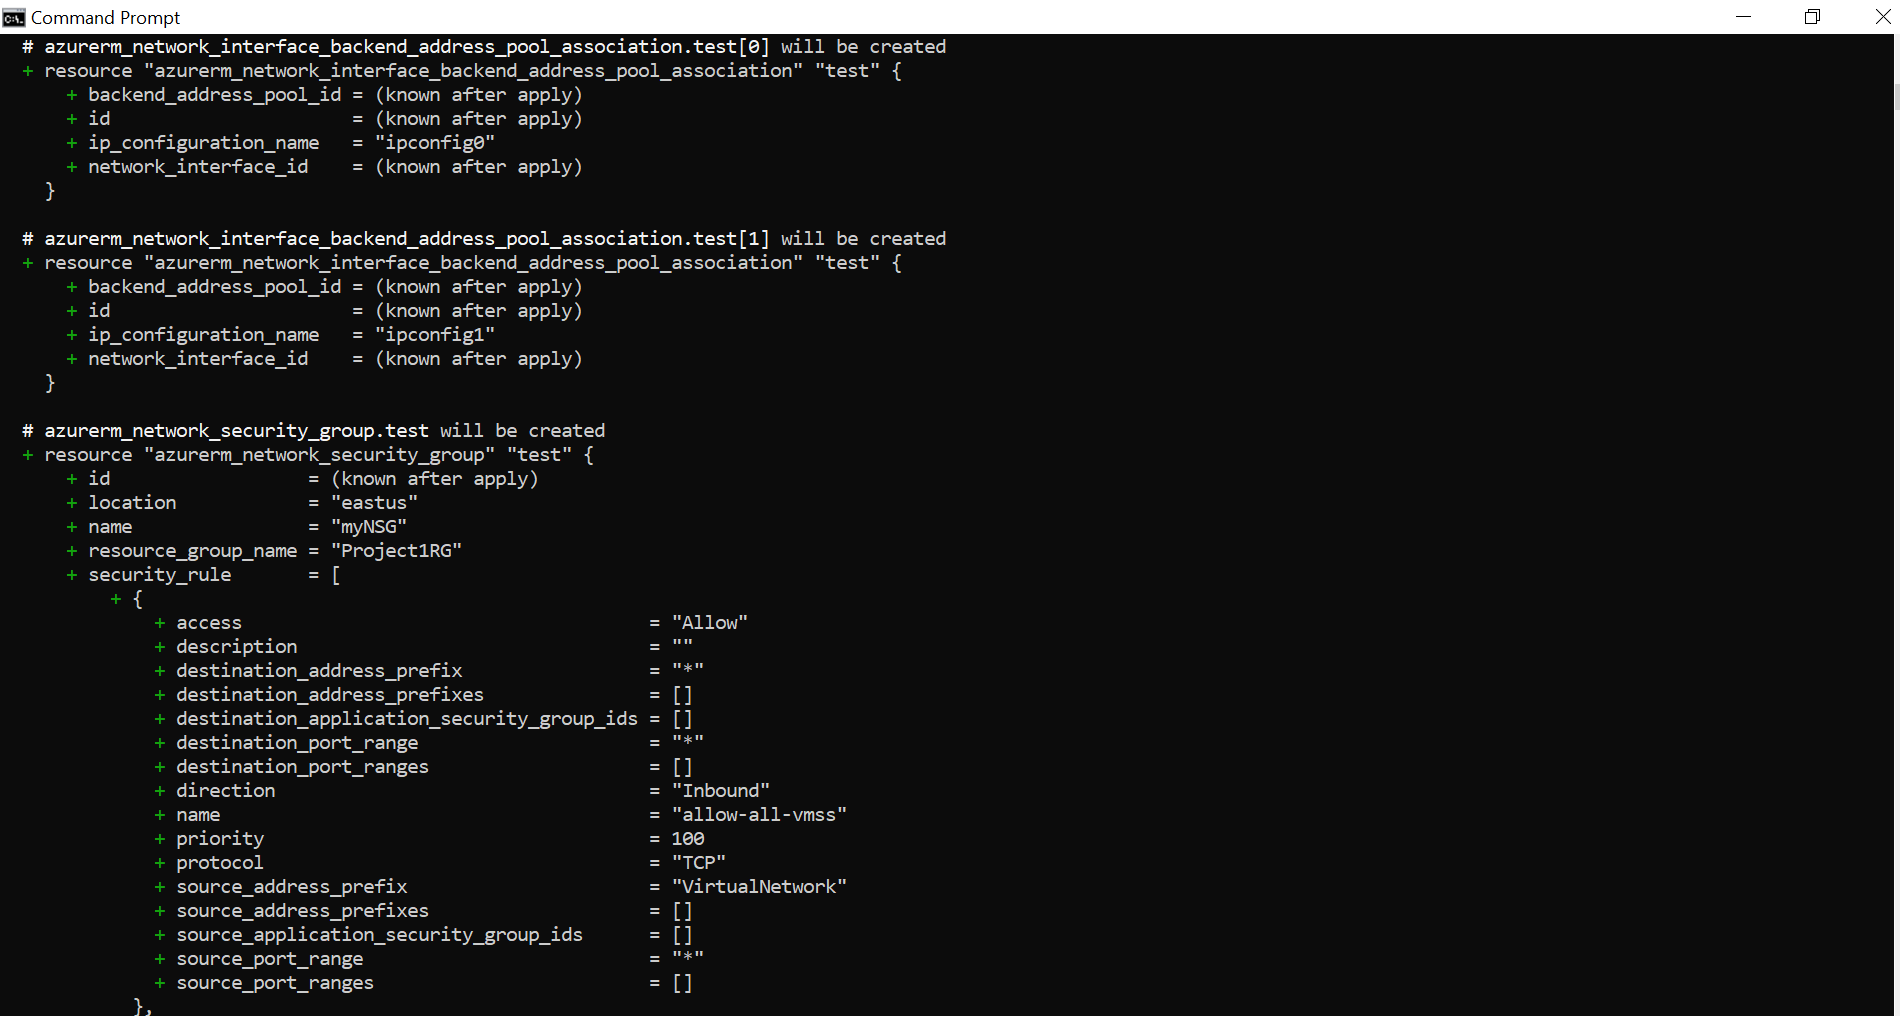 Command Prompt
# azurerm_network_interface_backend_address_pool_association.test[0] will be created
+ resource "azurerm_network_interface_backend_address_pool_association" "test" {
+ backend_address_pool_id = (known after apply)
+ id = (known after apply)
+ ip_configuration_name = "ipconfig0"
+ network_interface_id = (known after apply)
}
# azurerm_network_interface_backend_address_pool_association.test[1] will be created
+ resource "azurerm_network_interface_backend_address_pool_association" "test" {
+ backend_address_pool_id = (known after apply)
+ id = (known after apply)
+ ip_configuration_name = "ipconfig1"
+ network_interface_id = (known after apply)
}
# azurerm_network_security_group.test will be created
+ resource "azurerm_network_security_group" "test" {
+ id = (known after apply)
+ location = "eastus"
+ name = "myNSG"
+ resource_group_name = "Project1RG"
+ security_rule = [
+ {
+ access = "Allow"
+ description = ""
+ destination_address_prefix = "*"
+ destination_address_prefixes = []
+ destination_application_security_group_ids = []
+ destination_port_range = "*"
+ destination_port_ranges = []
+ direction = "Inbound"
+ name = "allow-all-vmss"
+ priority = 100
+ protocol = "TCP"
+ source_address_prefix = "VirtualNetwork"
+ source_address_prefixes = []
+ source_application_security_group_ids = []
+ source_port_range = "*"
+ source_port_ranges = []
},